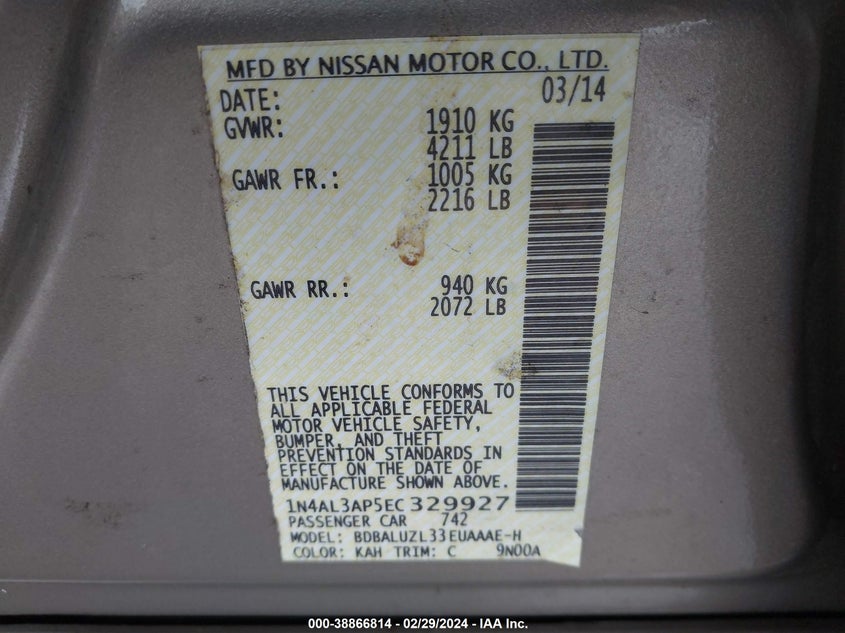 MFD BY NISSAN MOTOR CO., LTD.
DATE: 03/14
GVWR: 1910 KG
4211 LB
GAWR FR.: 1005 KG
2216 LB
GAWR RR.: 940 KG
2072 LB
THIS VEHICLE CONFORMS TO
ALL APPLICABLE FEDERAL
MOTOR VEHICLE SAFETY,
BUMPER, AND THEFT
PREVENTION STANDARDS IN
EFFECT ON THE DATE OF
MANUFACTURE SHOWN ABOVE.
1N4AL3AP5EC329927
PASSENGER CAR 742
MODEL: BDBALUZL33EUAAAE-H
COLOR: KAH TRIM: C 9N00A
000-38866814 - 02/29/2024 - IAA Inc.